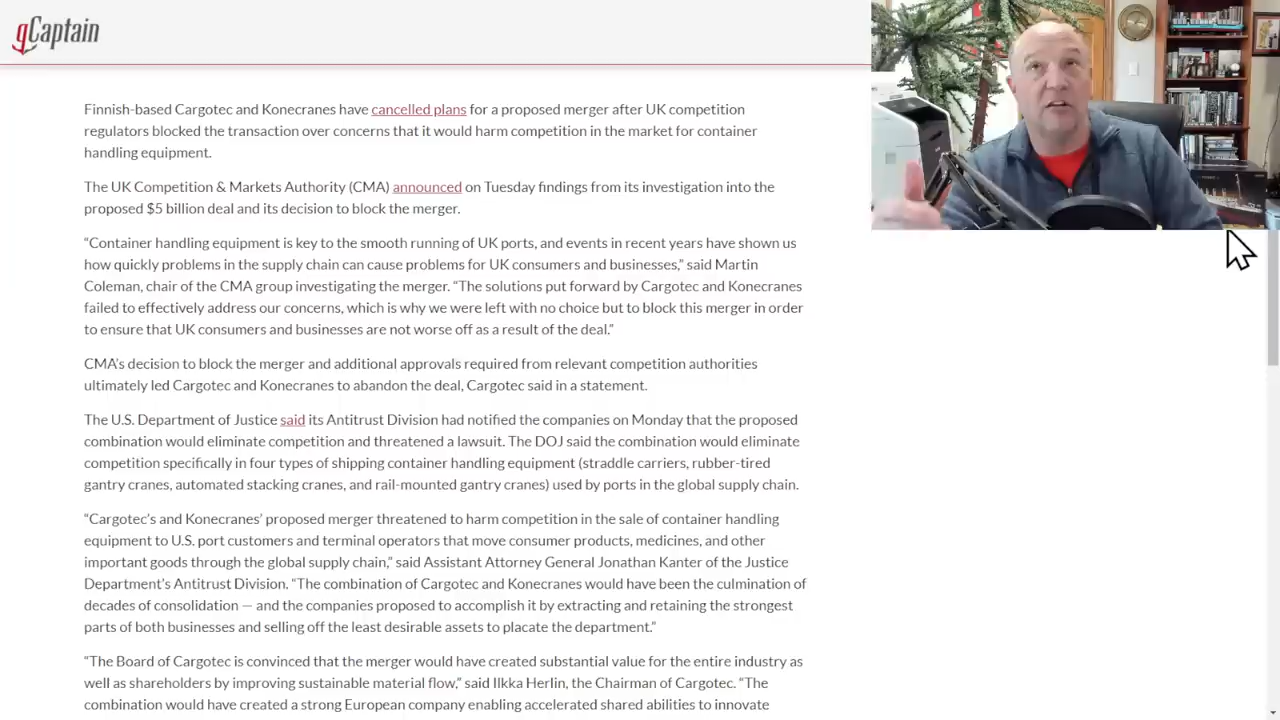 gCaptain
Finnish-based Cargotec and Konecranes have cancelled plans for a proposed merger after UK competition
regulators blocked the transaction over concerns that it would harm competition in the market for container
handling equipment.
The UK Competition & Markets Authority (CMA) announced on Tuesday findings from its investigation into the
proposed $5 billion deal and its decision to block the merger.
“Container handling equipment is key to the smooth running of UK ports, and events in recent years have shown us
how quickly problems in the supply chain can cause problems for UK consumers and businesses,” said Martin
Coleman, chair of the CMA group investigating the merger. “The solutions put forward by Cargotec and Konecranes
failed to effectively address our concerns, which is why we were left with no choice but to block this merger in order
to ensure that UK consumers and businesses are not worse off as a result of the deal.”
CMA’s decision to block the merger and additional approvals required from relevant competition authorities
ultimately led Cargotec and Konecranes to abandon the deal, Cargotec said in a statement.
The U.S. Department of Justice said its Antitrust Division had notified the companies on Monday that the proposed
combination would eliminate competition and threatened a lawsuit. The DOJ said the combination would eliminate
competition specifically in four types of shipping container handling equipment (straddle carriers, rubber-tired
gantry cranes, automated stacking cranes, and rail-mounted gantry cranes) used by ports in the global supply chain.
“Cargotec’s and Konecranes’ proposed merger threatened to harm competition in the sale of container handling
equipment to U.S. port customers and terminal operators that move consumer products, medicines, and other
important goods through the global supply chain,” said Assistant Attorney General Jonathan Kanter of the Justice
Department’s Antitrust Division. “The combination of Cargotec and Konecranes would have been the culmination of
decades of consolidation — and the companies proposed to accomplish it by extracting and retaining the strongest
parts of both businesses and selling off the least desirable assets to placate the department.”
“The Board of Cargotec is convinced that the merger would have created substantial value for the entire industry as
well as shareholders by improving sustainable material flow,” said Ilkka Herlin, the Chairman of Cargotec. “The
combination would have created a strong European company enabling accelerated shared abilities to innovate